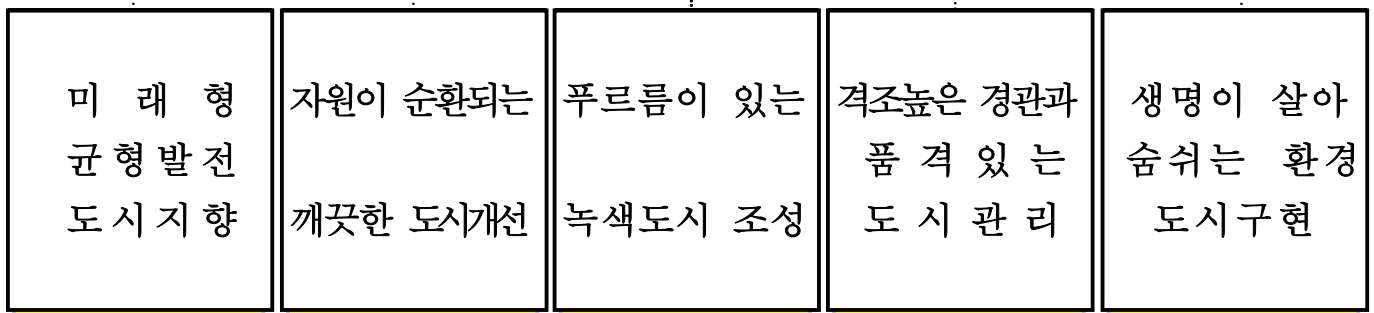 미 래 형
균형발전
도시지향
자원이 순환되는
깨끗한 도시개선
푸르름이 있는
녹색도시 조성
격조높은 경관과
품 격 있 는
도 시 관 리
생명이 살아
숨쉬는 환경
도시구현